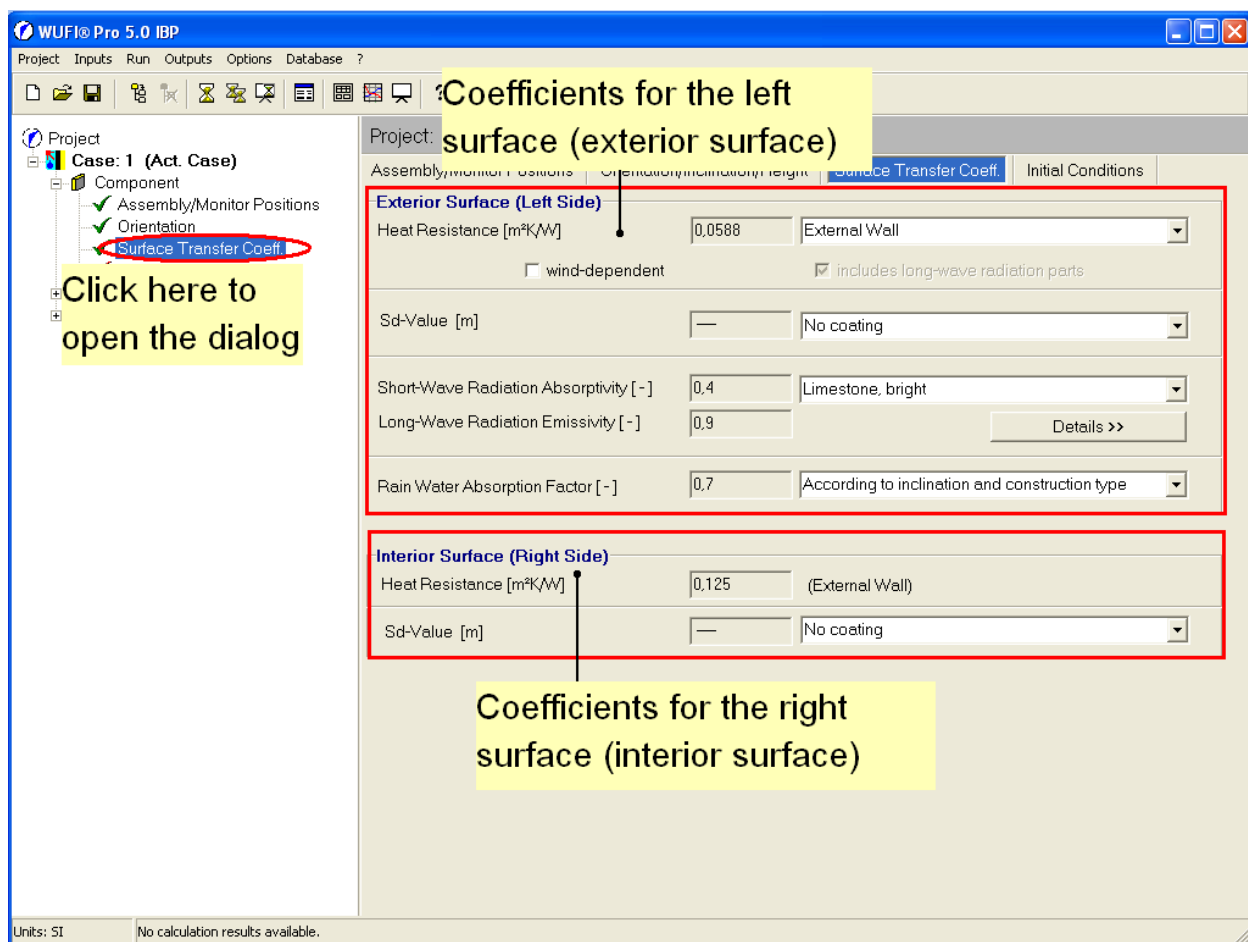 WUFI® Pro 5.0 IBP
Project Inputs Run Outputs Options Database ?
Coefficients for the left
surface (exterior surface)
Project
Case: 1 (Act. Case)
Component
Assembly/Monitor Positions
Orientation
Surface Transfer Coeff.
Click here to
open the dialog
Project:
Assembly/Monitor Positions Orientation/Inclination/Height Surface Transfer Coeff. Initial Conditions
Exterior Surface (Left Side)
Heat Resistance [m²K/W] 0,0588 External Wall
wind-dependent includes long-wave radiation parts
Sd-Value [m] ---- No coating
Short-Wave Radiation Absorptivity [ - ] 0,4 Limestone, bright
Long-Wave Radiation Emissivity [ - ] 0,9 Details >>
Rain Water Absorption Factor [ - ] 0,7 According to inclination and construction type
Interior Surface (Right Side)
Heat Resistance [m²K/W] 0,125 (External Wall)
Sd-Value [m] ---- No coating
Coefficients for the right
surface (interior surface)
Units: SI No calculation results available.